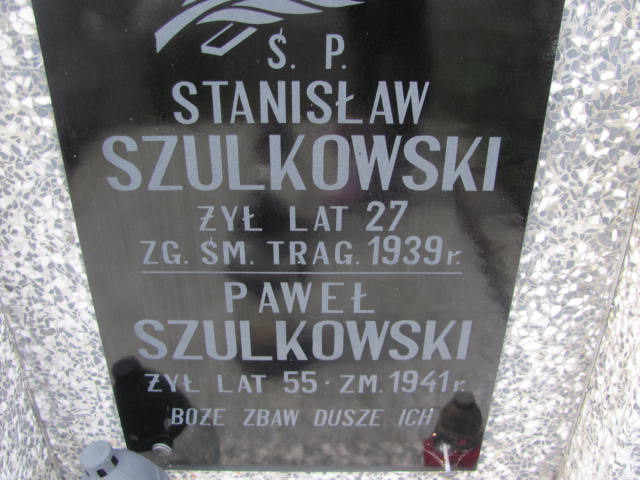 Ś. P.
STANISŁAW
SZULKOWSKI
ŻYŁ LAT 27
ZG. ŚM. TRAG. 1939 r.
PAWEŁ
SZULKOWSKI
ŻYŁ LAT 55 · ZM. 1941 r.
BOŻE ZBAW DUSZE ICH